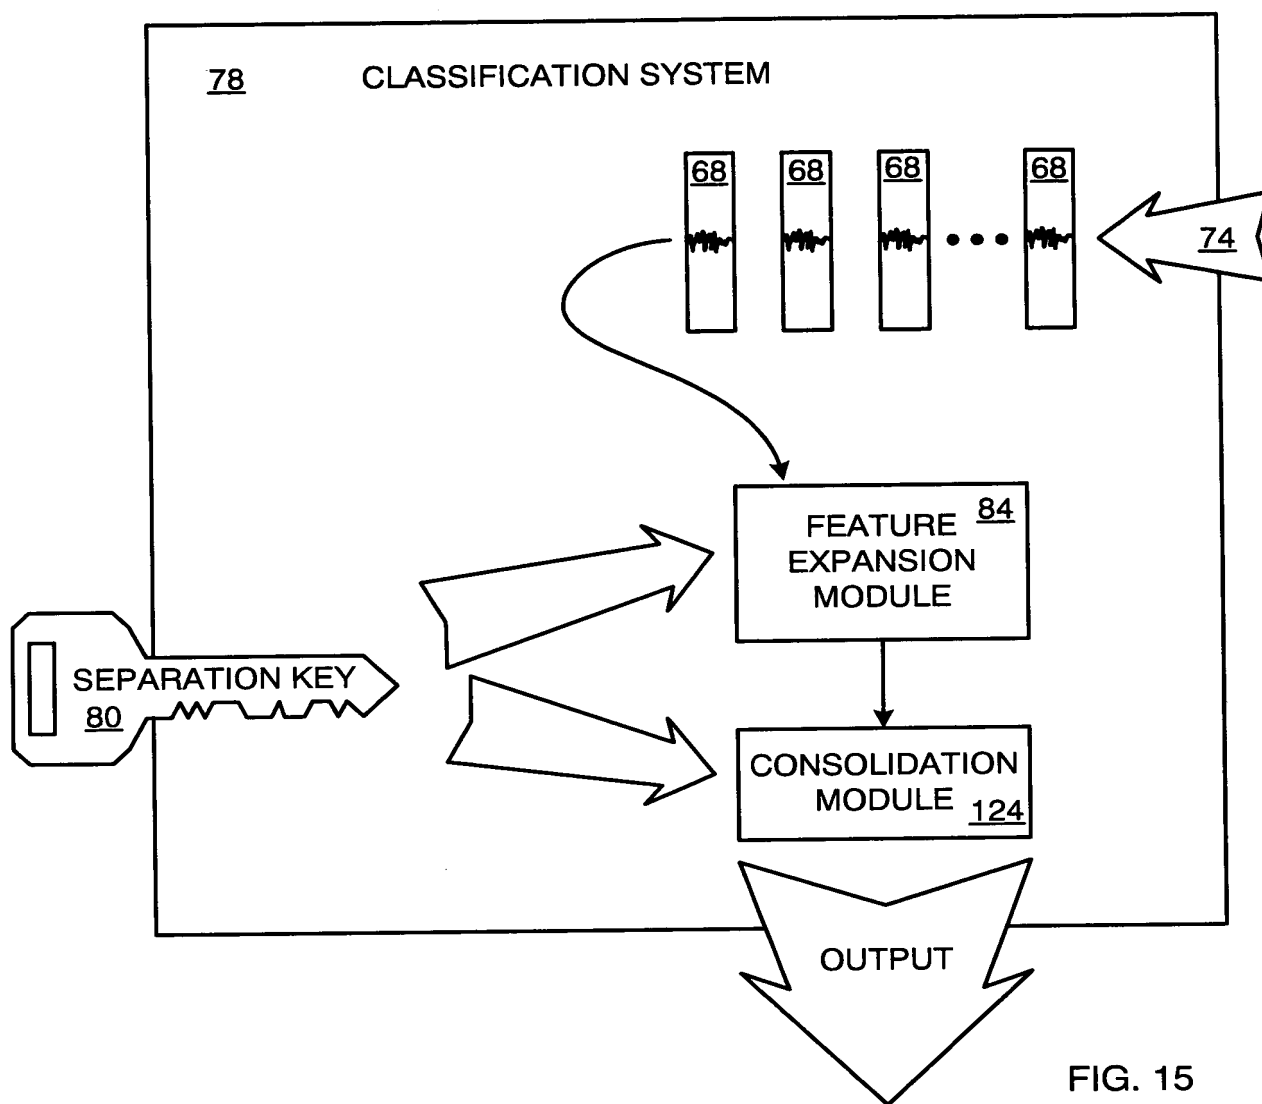 78 CLASSIFICATION SYSTEM
68 68 68 68
74
84
FEATURE
EXPANSION
MODULE
SEPARATION KEY
80
CONSOLIDATION
MODULE 124
OUTPUT
FIG. 15